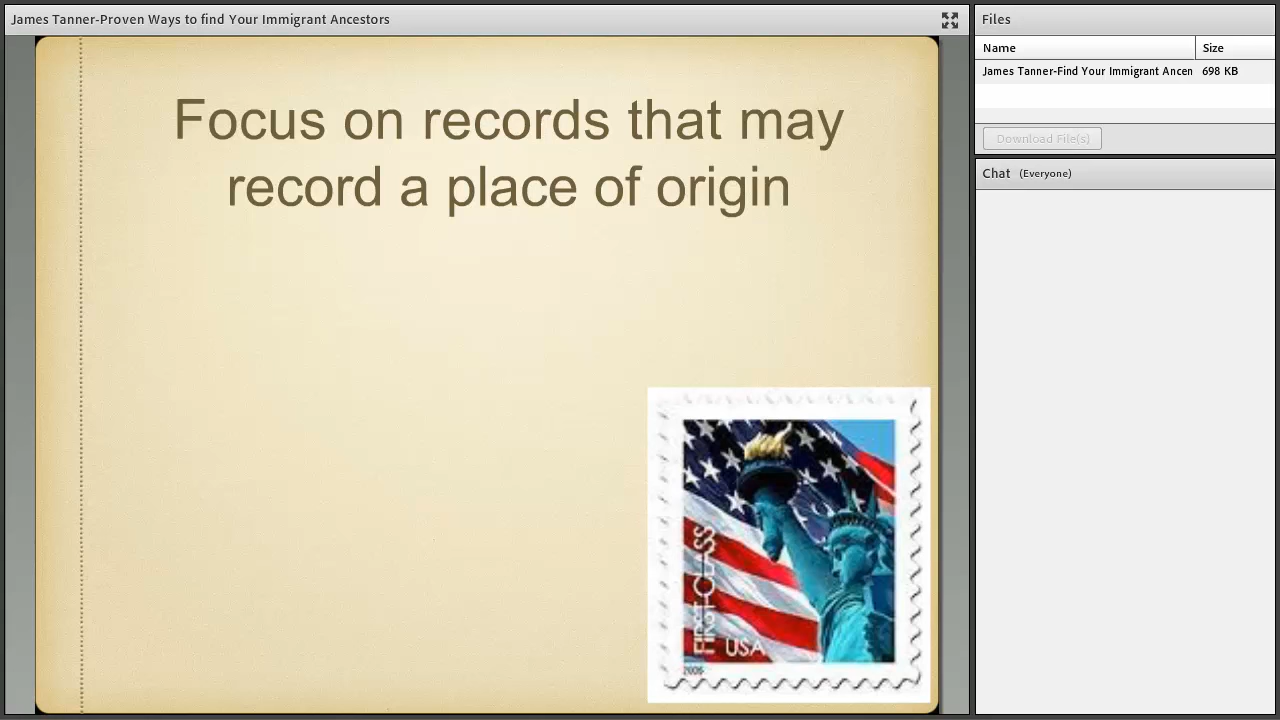 James Tanner-Proven Ways to find Your Immigrant Ancestors
Focus on records that may
record a place of origin
FIRST-CLASS
USA
2005
Files
Name Size
James Tanner-Find Your Immigrant Ancen 698 KB
Download File(s)
Chat (Everyone)